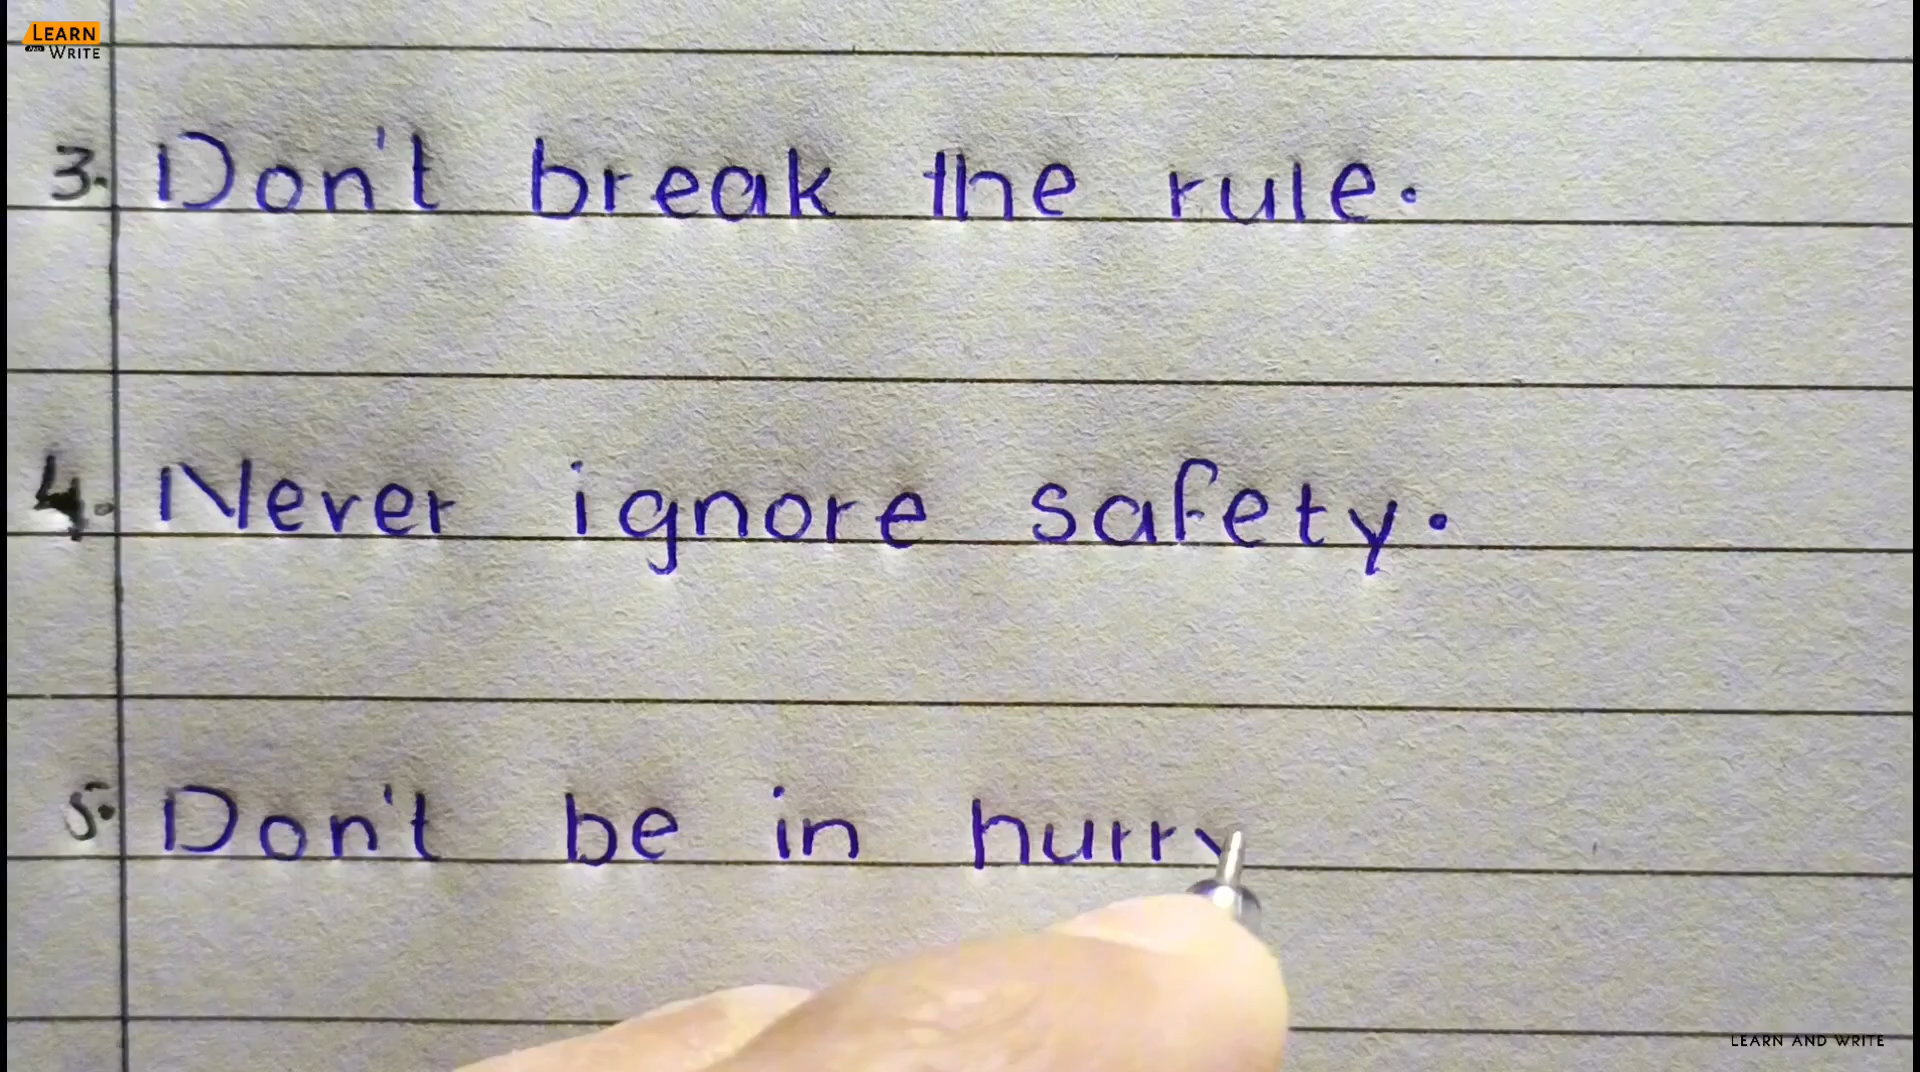 LEARN
AND WRITE
3. Don't break the rule.
4. Never ignore safety.
5. Don't be in hurry
LEARN AND WRITE